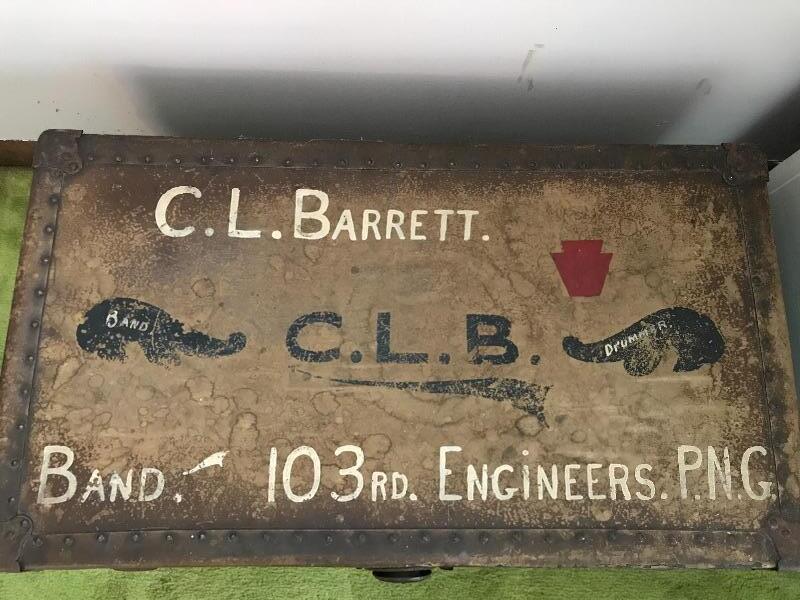 C.L. BARRETT.
BAND
C.L.B.
DRUMMER.
BAND. 103RD. ENGINEERS. P.N.G.